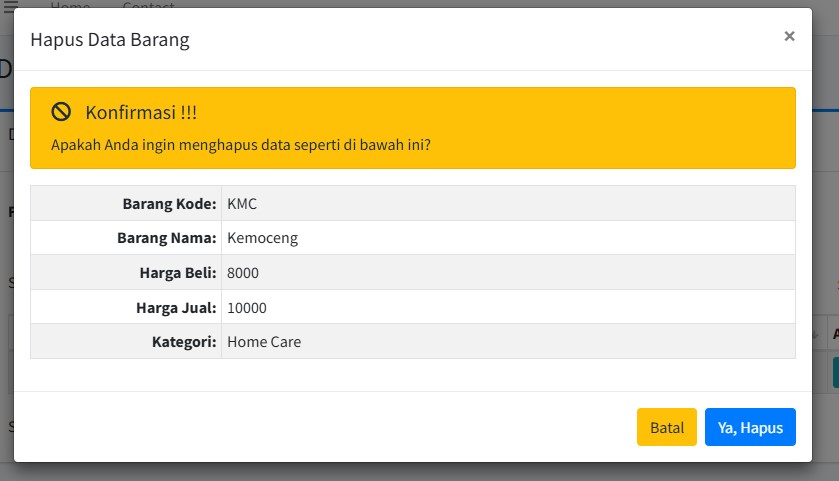 Home Contact
Hapus Data Barang ×
Konfirmasi !!!
Apakah Anda ingin menghapus data seperti di bawah ini?
Barang Kode: KMC
Barang Nama: Kemoceng
Harga Beli: 8000
Harga Jual: 10000
Kategori: Home Care
Batal Ya, Hapus